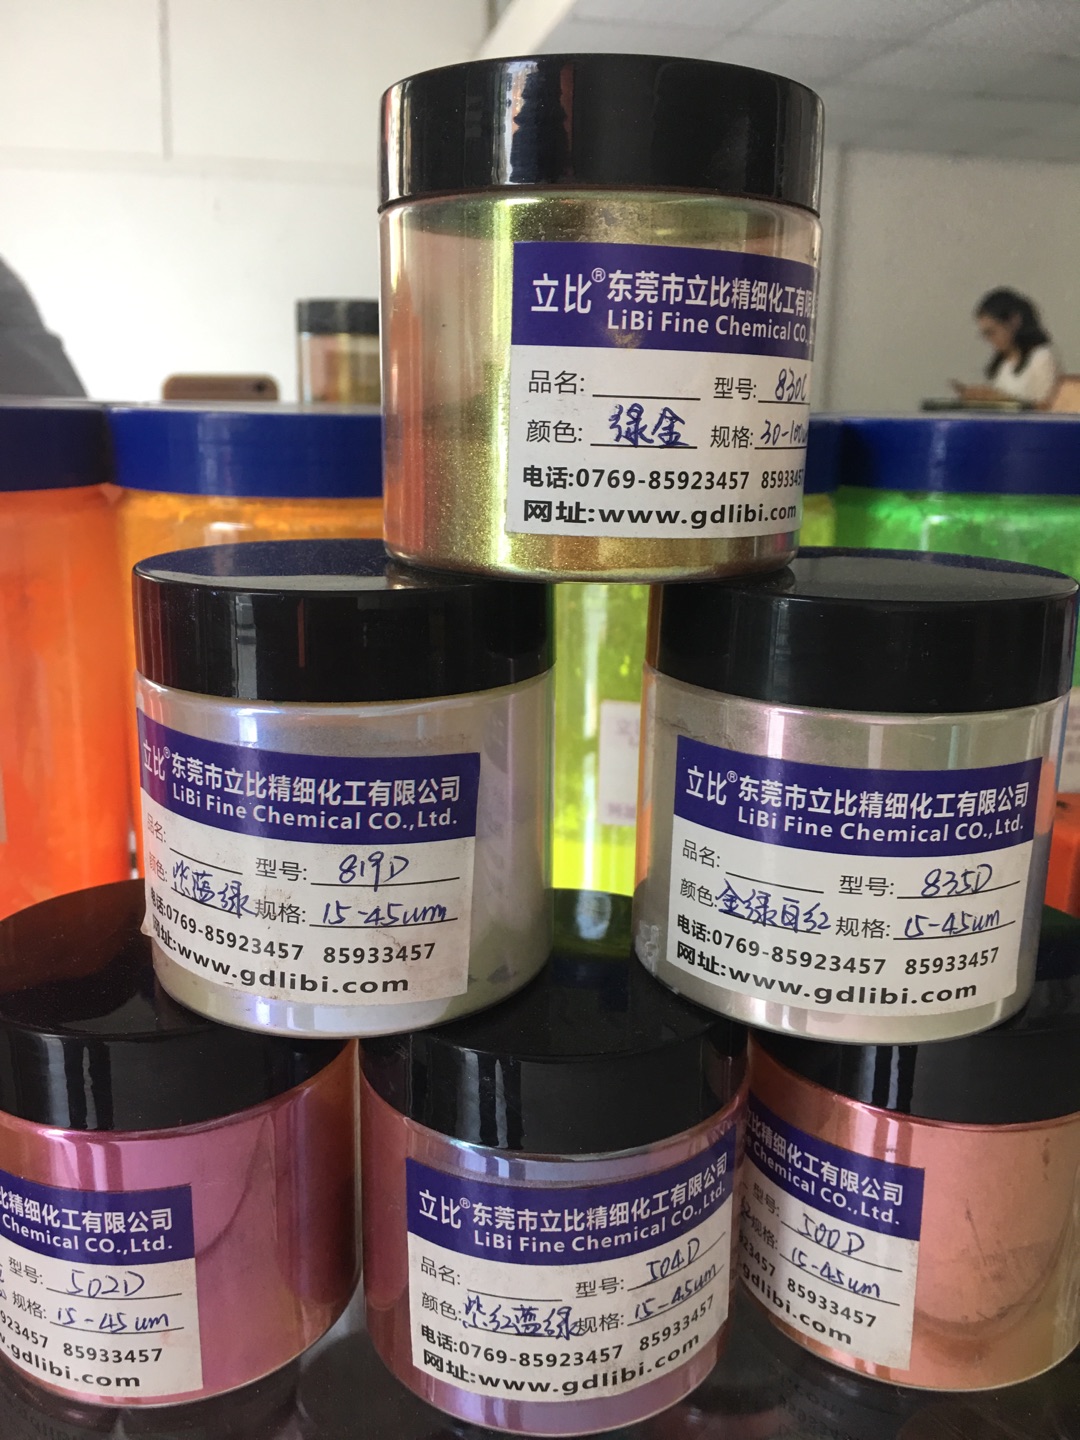 立比®东莞市立比精细化工有限
LiBi Fine Chemical CO.,
品名: 型号: 830C
颜色: 绿金 规格: 30-100u
电话:0769-85923457 8593345
网址:www.gdlibi.com
立比®东莞市立比精细化工有限公司
LiBi Fine Chemical CO.,Ltd.
品名: 型号: 819D
颜色: 紫蓝绿 规格: 15-45um
电话:0769-85923457 85933457
网址:www.gdlibi.com
立比®东莞市立比精细化工有限公司
LiBi Fine Chemical CO.,Ltd.
品名: 型号: 835D
颜色: 金绿百红 规格: 15-45um
电话:0769-85923457 85933457
网址:www.gdlibi.com
比精细化工有限公司
Chemical CO.,Ltd.
型号: 502D
规格: 15-45um
923457 85933457
.gdlibi.com
立比®东莞市立比精细化工有限公司
LiBi Fine Chemical CO.,Ltd.
品名: 型号: 504D
颜色: 紫红蓝绿 规格: 15-45um
电话:0769-85923457 85933457
网址:www.gdlibi.com
比精细化工有限公司
Chemical CO.,Ltd.
型号: 500D
规格: 15-45um
923457 85933457
gdlibi.com